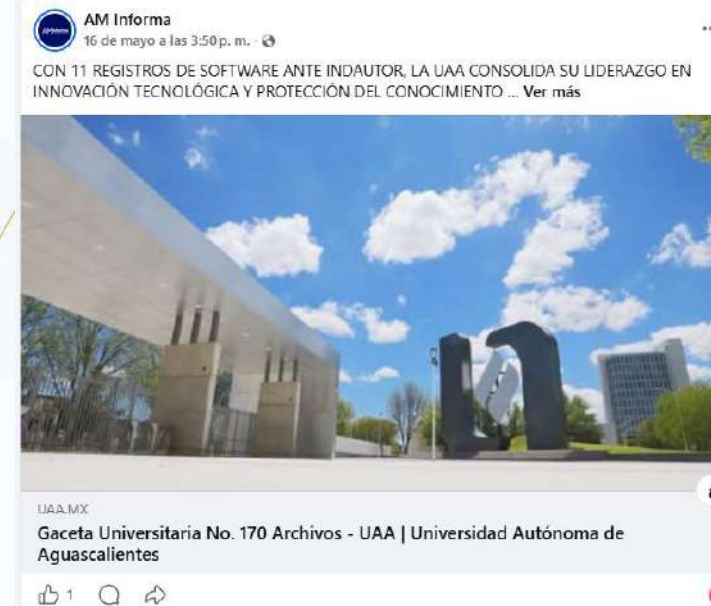 AM Informa
16 de mayo a las 3:50 p. m. ·
CON 11 REGISTROS DE SOFTWARE ANTE INDAUTOR, LA UAA CONSOLIDA SU LIDERAZGO EN
INNOVACIÓN TECNOLÓGICA Y PROTECCIÓN DEL CONOCIMIENTO ... Ver más
UAA.MX
Gaceta Universitaria No. 170 Archivos - UAA | Universidad Autónoma de
Aguascalientes
1